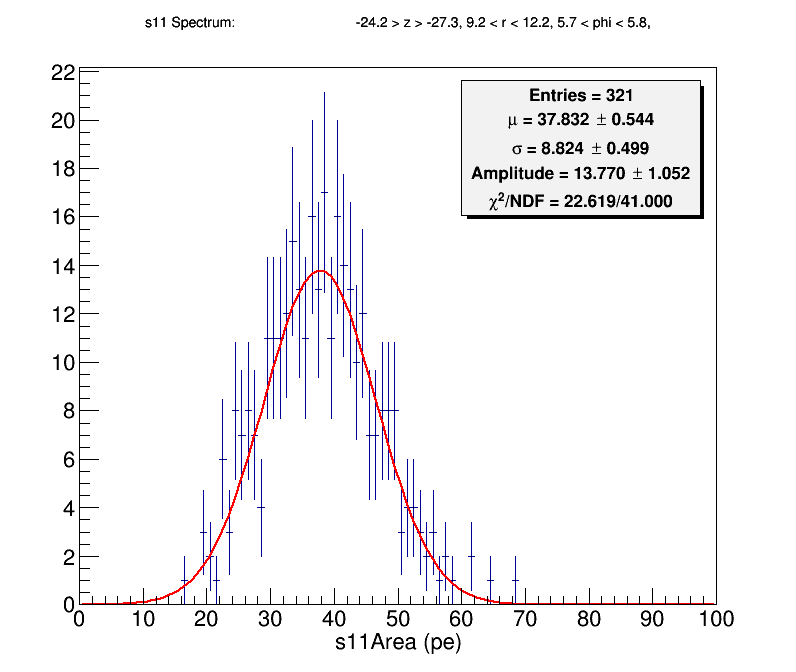 s11 Spectrum: -24.2 > z > -27.3, 9.2 < r < 12.2, 5.7 < phi < 5.8,
Entries = 321
μ = 37.832 ± 0.544
σ = 8.824 ± 0.499
Amplitude = 13.770 ± 1.052
χ²/NDF = 22.619/41.000
22
20
18
16
14
12
10
8
6
4
2
0
0 10 20 30 40 50 60 70 80 90 100
s11Area (pe)